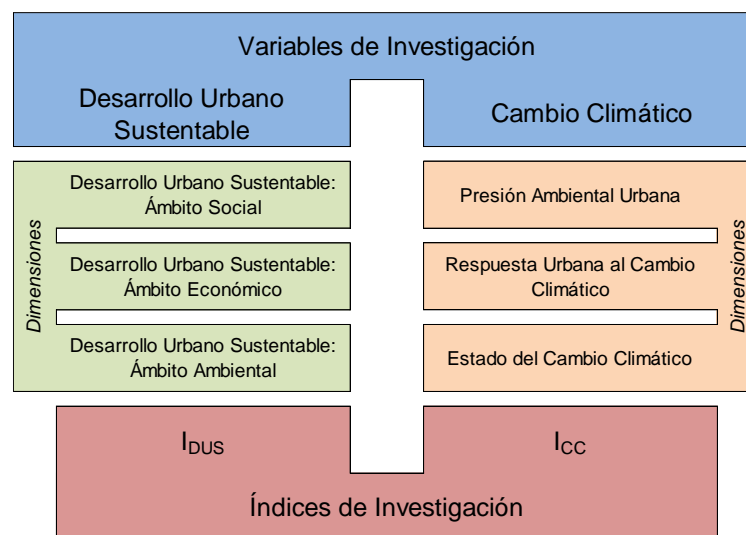 Variables de Investigación
Desarrollo Urbano
Sustentable
Cambio Climático
Dimensiones
Desarrollo Urbano Sustentable:
Ámbito Social
Desarrollo Urbano Sustentable:
Ámbito Económico
Desarrollo Urbano Sustentable:
Ámbito Ambiental
Presión Ambiental Urbana
Respuesta Urbana al Cambio
Climático
Estado del Cambio Climático
Dimensiones
IDUS
ICC
Índices de Investigación